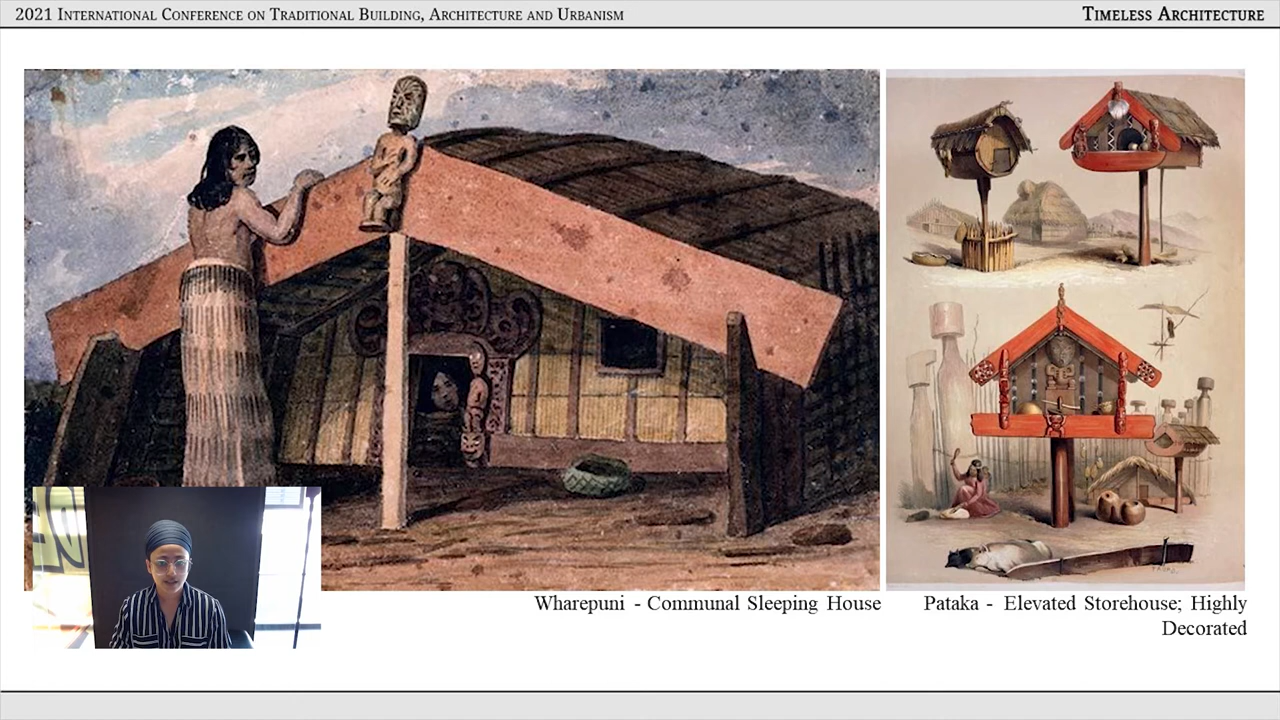 2021 International Conference on Traditional Building, Architecture and Urbanism
Timeless Architecture
Wharepuni - Communal Sleeping House
Pataka - Elevated Storehouse; Highly
Decorated